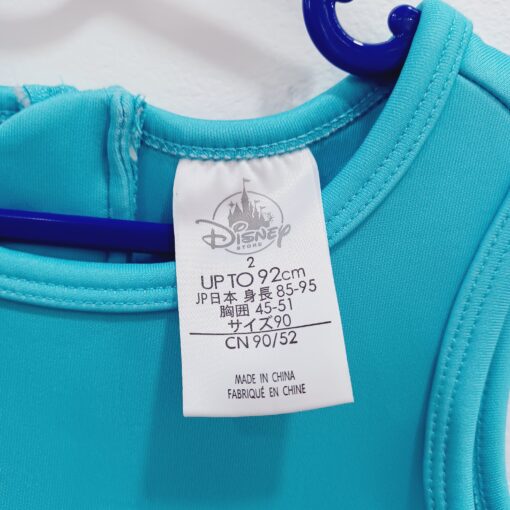 Disney
STORE
2
UP TO 92cm
JP日本 身長 85-95
胸囲 45-51
サイズ90
CN 90/52
MADE IN CHINA
FABRIQUÉ EN CHINE